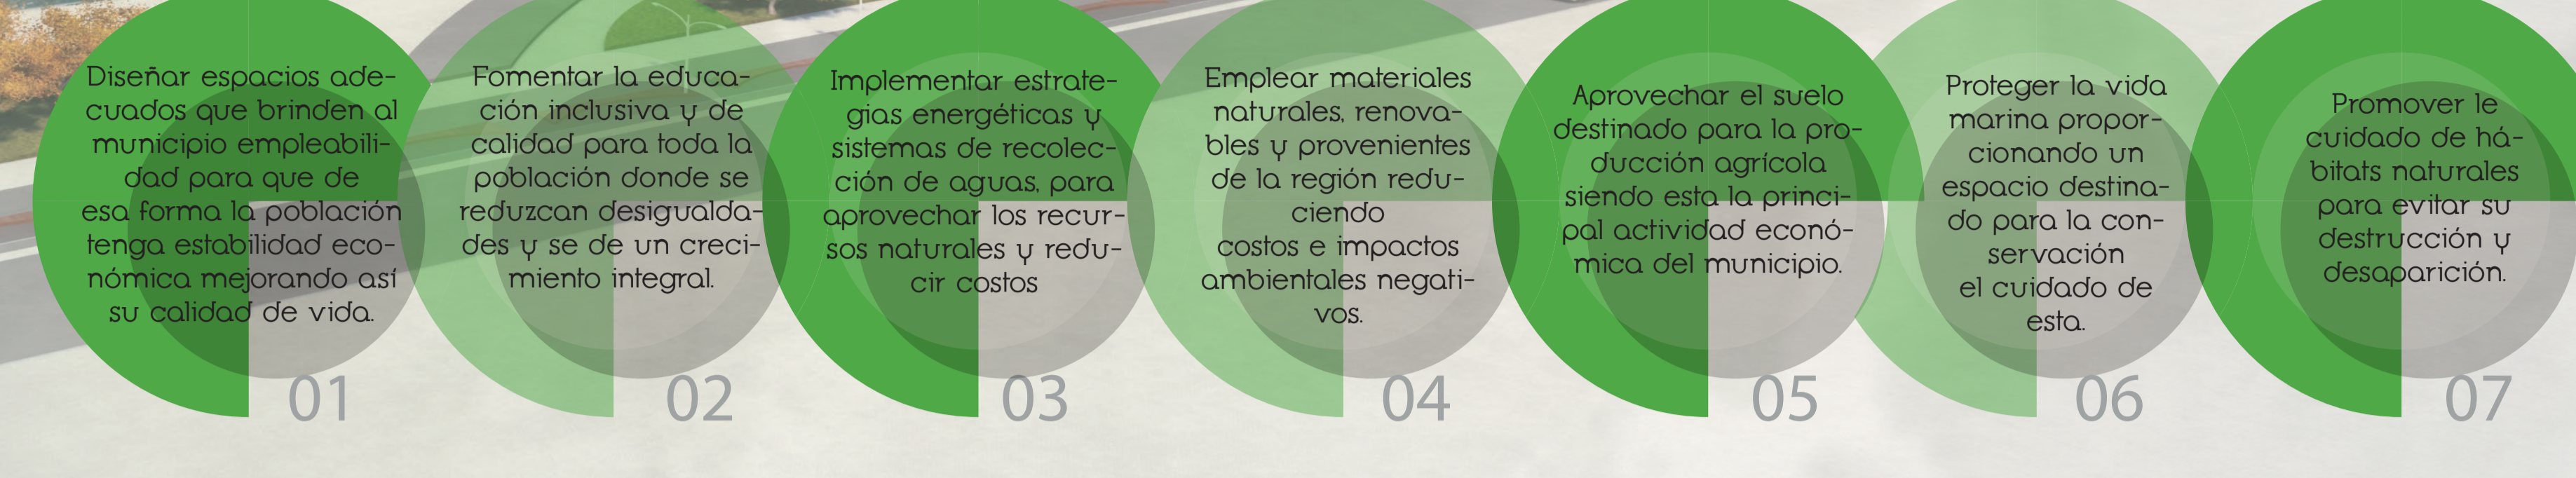 Diseñar espacios ade-
cuados que brinden al
municipio empleabili-
dad para que de
esa forma la población
tenga estabilidad eco-
nómica mejorando así
su calidad de vida.
01
Fomentar la educa-
ción inclusiva y de
calidad para toda la
población donde se
reduzcan desigualda-
des y se de un creci-
miento integral.
02
Implementar estrate-
gias energéticas y
sistemas de recolec-
ción de aguas, para
aprovechar los recur-
sos naturales y redu-
cir costos
03
Emplear materiales
naturales, renova-
bles y provenientes
de la región redu-
ciendo
costos e impactos
ambientales negati-
vos.
04
Aprovechar el suelo
destinado para la pro-
ducción agrícola
siendo esta la princi-
pal actividad econó-
mica del municipio.
05
Proteger la vida
marina propor-
cionando un
espacio destina-
do para la con-
servación
el cuidado de
esta.
06
Promover le
cuidado de há-
bitats naturales
para evitar su
destrucción y
desaparición.
07